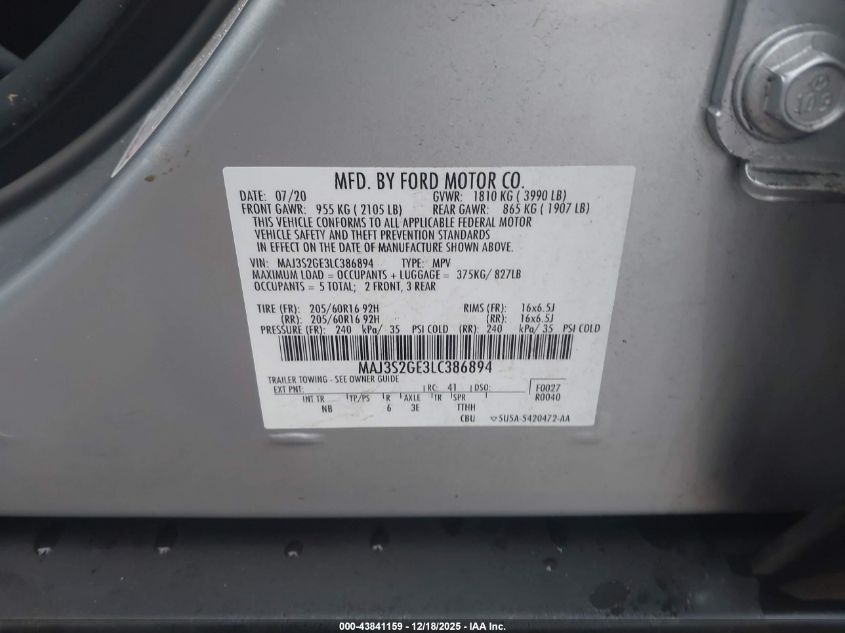 10.9
MFD. BY FORD MOTOR CO.
DATE: 07/20 GVWR: 1810 KG ( 3990 LB)
FRONT GAWR: 955 KG ( 2105 LB) REAR GAWR: 865 KG ( 1907 LB)
THIS VEHICLE CONFORMS TO ALL APPLICABLE FEDERAL MOTOR
VEHICLE SAFETY AND THEFT PREVENTION STANDARDS
IN EFFECT ON THE DATE OF MANUFACTURE SHOWN ABOVE.
VIN: MAJ3S2GE3LC386894 TYPE: MPV
MAXIMUM LOAD = OCCUPANTS + LUGGAGE = 375KG/ 827LB
OCCUPANTS = 5 TOTAL; 2 FRONT, 3 REAR
TIRE (FR): 205/60R16 92H RIMS (FR): 16x6.5J
(RR): 205/60R16 92H (RR): 16x6.5J
PRESSURE (FR): 240 kPa/ 35 PSI COLD (RR): 240 kPa/ 35 PSI COLD
MAJ3S2GE3LC386894
TRAILER TOWING - SEE OWNER GUIDE
EXT PNT: RC: 41 DSO: F0027
R0040
INT TR TP/PS R AXLE TR SPR
NB 6 3E TTHH
CBU 5U5A-5420472-AA
000-43841159 - 12/18/2025 - IAA Inc.